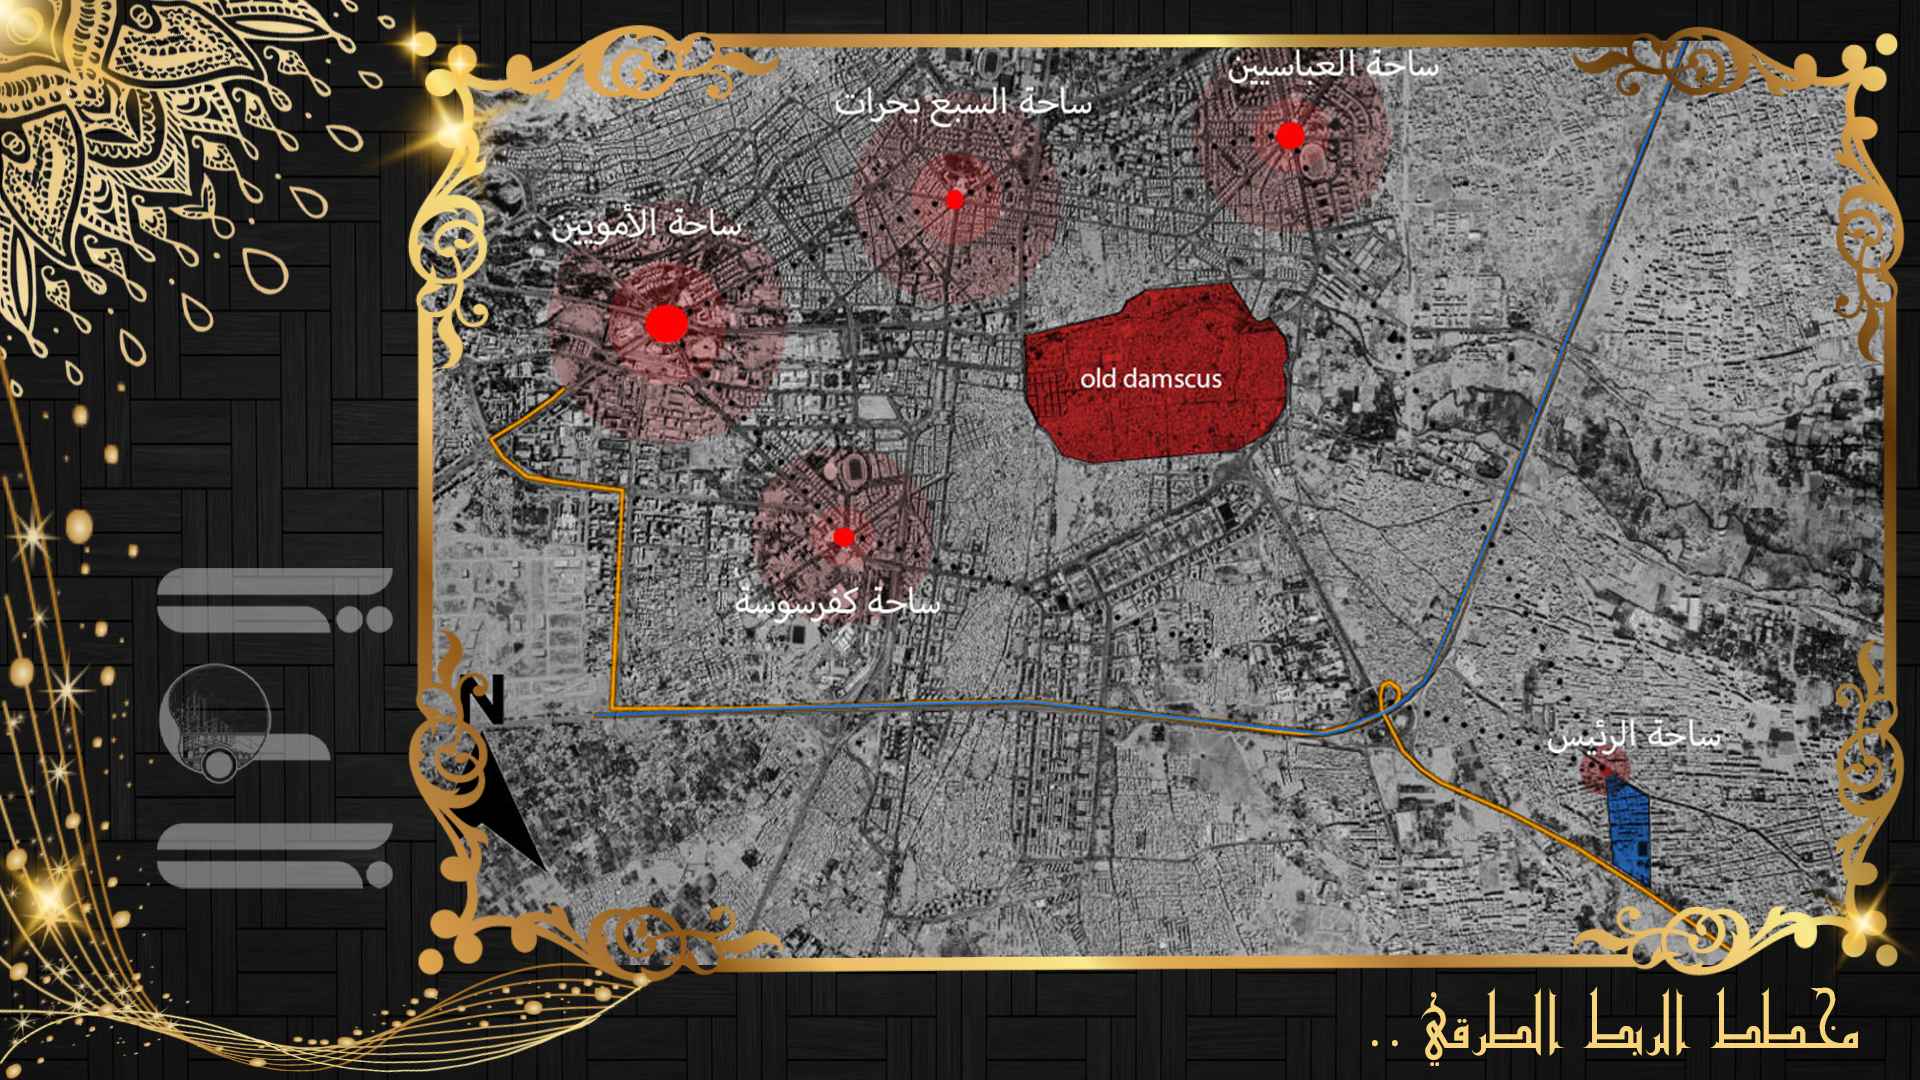 ساحة العباسيين
ساحة السبع بحرات
ساحة الأمويين
old damscus
ساحة كفرسوسة
N
ساحة الرئيس
مخطط الربط الطرقي ..